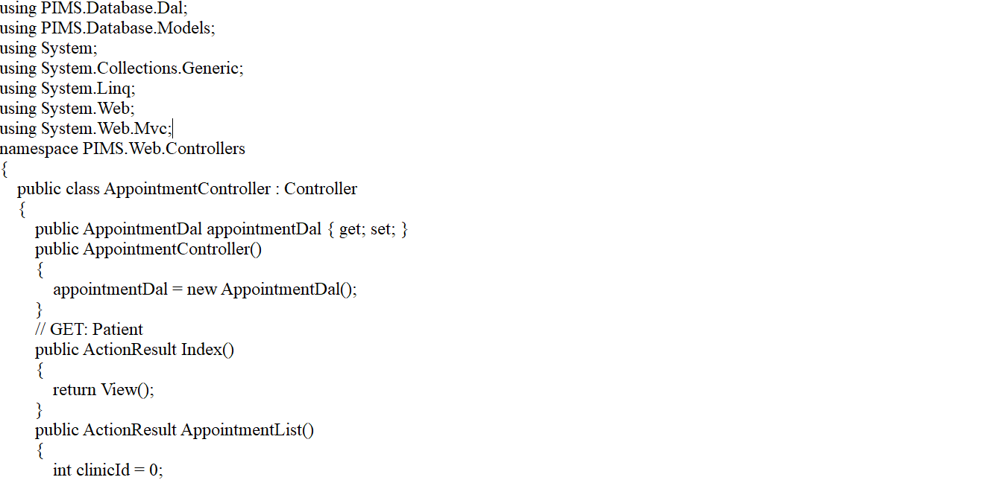 using PIMS.Database.Dal;
using PIMS.Database.Models;
using System;
using System.Collections.Generic;
using System.Linq;
using System.Web;
using System.Web.Mvc;
namespace PIMS.Web.Controllers
{
    public class AppointmentController : Controller
    {
        public AppointmentDal appointmentDal { get; set; }
        public AppointmentController()
        {
            appointmentDal = new AppointmentDal();
        }
        // GET: Patient
        public ActionResult Index()
        {
            return View();
        }
        public ActionResult AppointmentList()
        {
            int clinicId = 0;